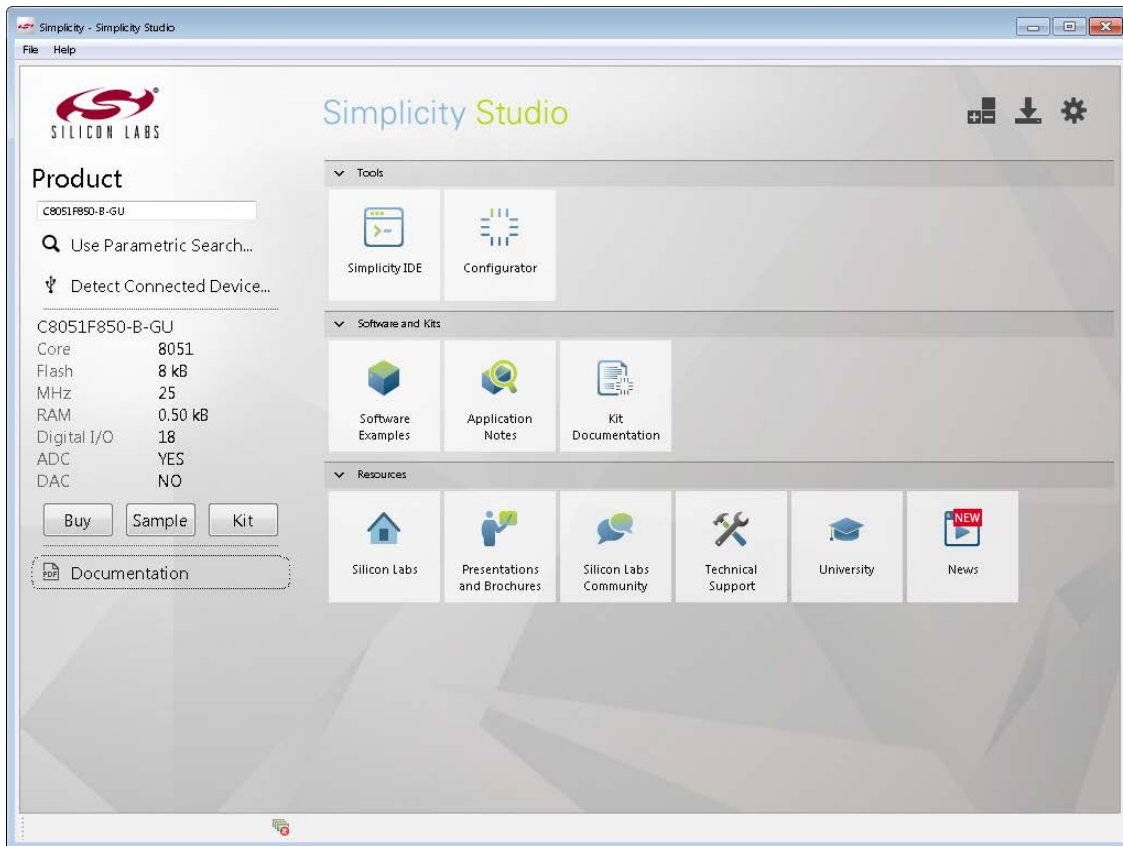 Simplicity - Simplicity Studio
File Help
SILICON LABS
Simplicity Studio
Product
C8051F850-B-GU
Use Parametric Search...
Detect Connected Device...
C8051F850-B-GU
Core 8051
Flash 8 kB
MHz 25
RAM 0.50 kB
Digital I/O 18
ADC YES
DAC NO
Buy Sample Kit
PDF Documentation
Tools
Simplicity IDE Configurator
Software and Kits
Software Application Kit
Examples Notes Documentation
Resources
NEW
Silicon Labs Presentations Silicon Labs Technical University News
and Brochures Community Support